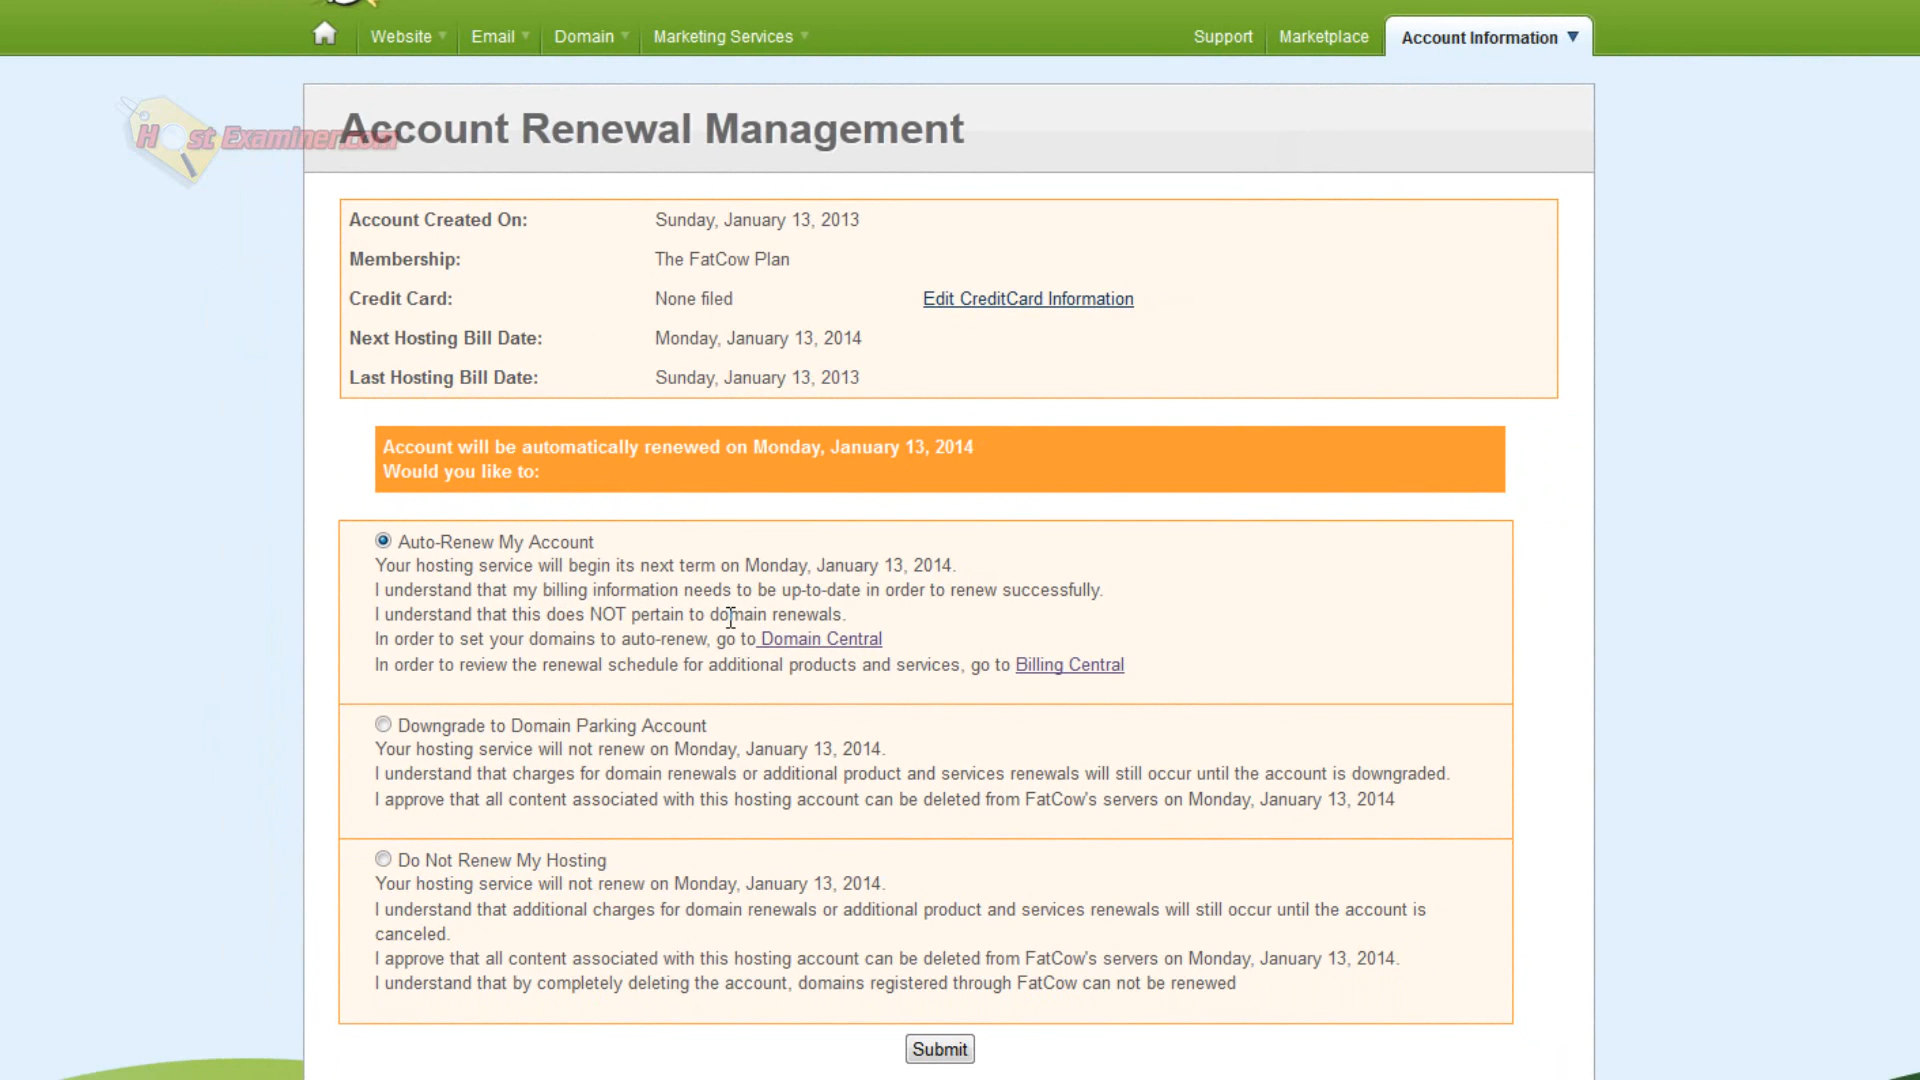 Website Email Domain Marketing Services Support Marketplace Account Information
Host Examiner.com
Account Renewal Management
Account Created On: Sunday, January 13, 2013
Membership: The FatCow Plan
Credit Card: None filed Edit CreditCard Information
Next Hosting Bill Date: Monday, January 13, 2014
Last Hosting Bill Date: Sunday, January 13, 2013
Account will be automatically renewed on Monday, January 13, 2014
Would you like to:
Auto-Renew My Account
Your hosting service will begin its next term on Monday, January 13, 2014.
I understand that my billing information needs to be up-to-date in order to renew successfully.
I understand that this does NOT pertain to domain renewals.
In order to set your domains to auto-renew, go to Domain Central
In order to review the renewal schedule for additional products and services, go to Billing Central
Downgrade to Domain Parking Account
Your hosting service will not renew on Monday, January 13, 2014.
I understand that charges for domain renewals or additional product and services renewals will still occur until the account is downgraded.
I approve that all content associated with this hosting account can be deleted from FatCow's servers on Monday, January 13, 2014
Do Not Renew My Hosting
Your hosting service will not renew on Monday, January 13, 2014.
I understand that additional charges for domain renewals or additional product and services renewals will still occur until the account is
canceled.
I approve that all content associated with this hosting account can be deleted from FatCow's servers on Monday, January 13, 2014.
I understand that by completely deleting the account, domains registered through FatCow can not be renewed
Submit